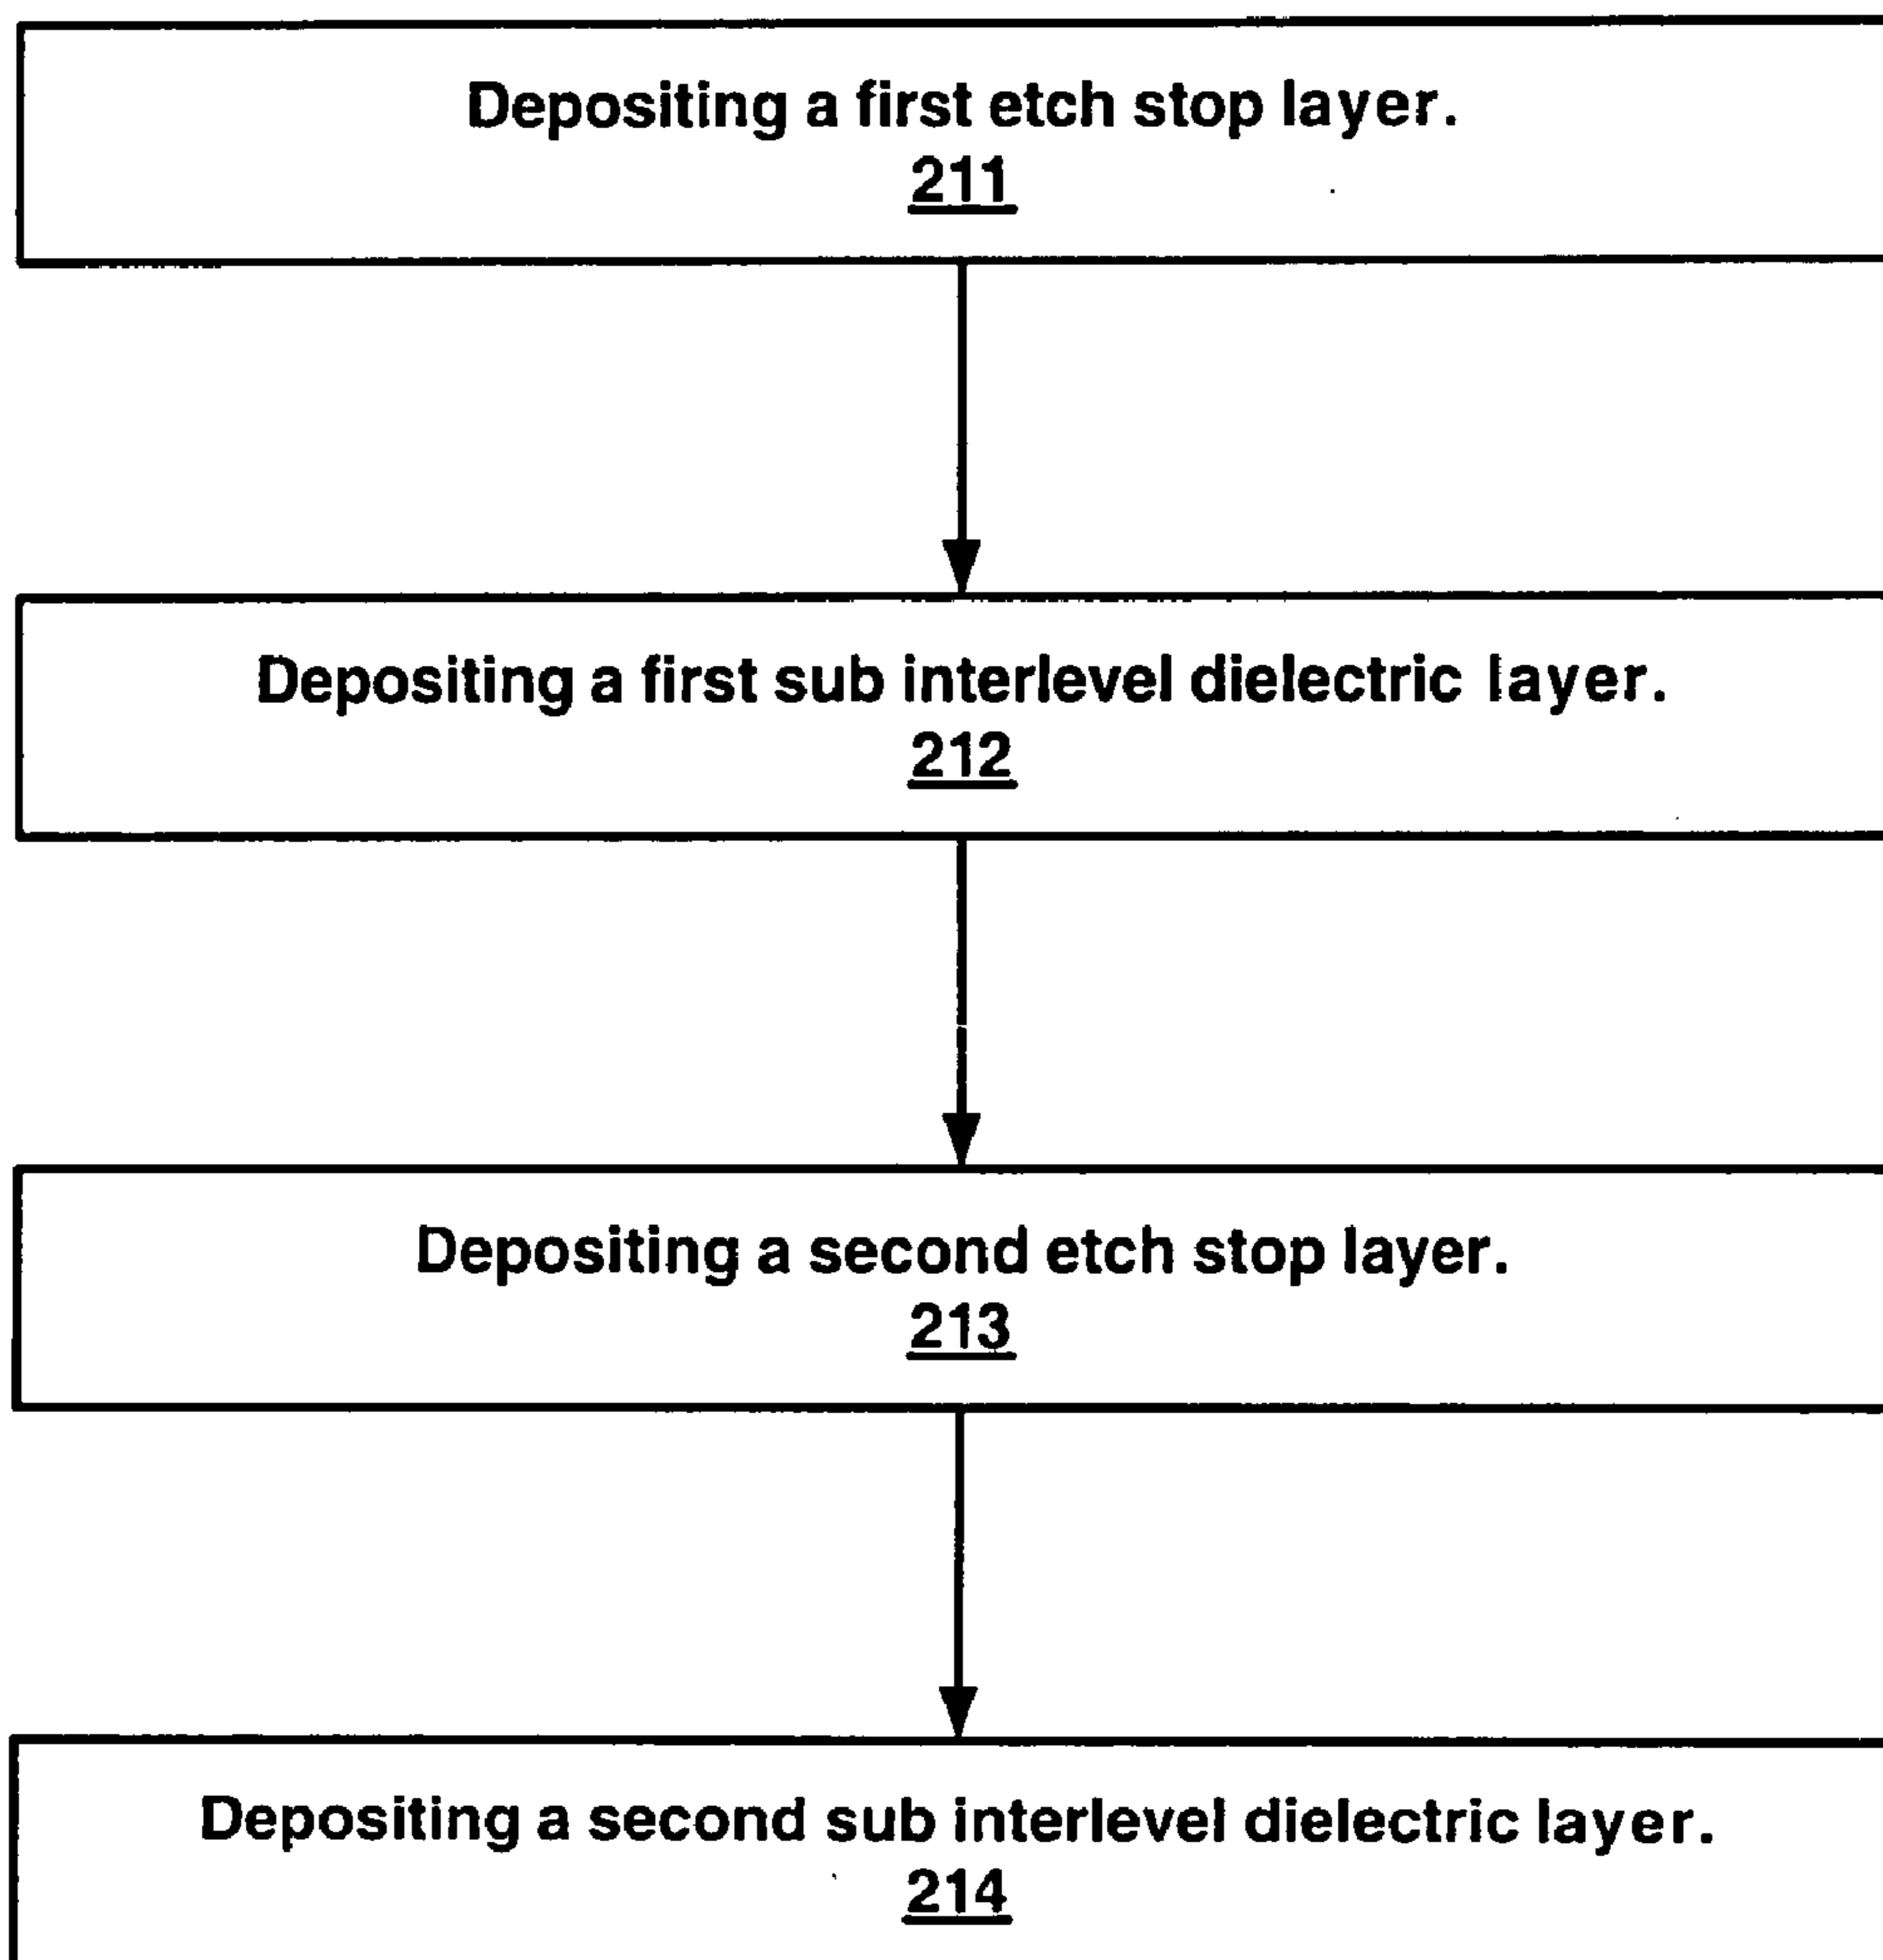 Depositing a first etch stop layer.
211
Depositing a first sub interlevel dielectric layer.
212
Depositing a second etch stop layer.
213
Depositing a second sub interlevel dielectric layer.
214